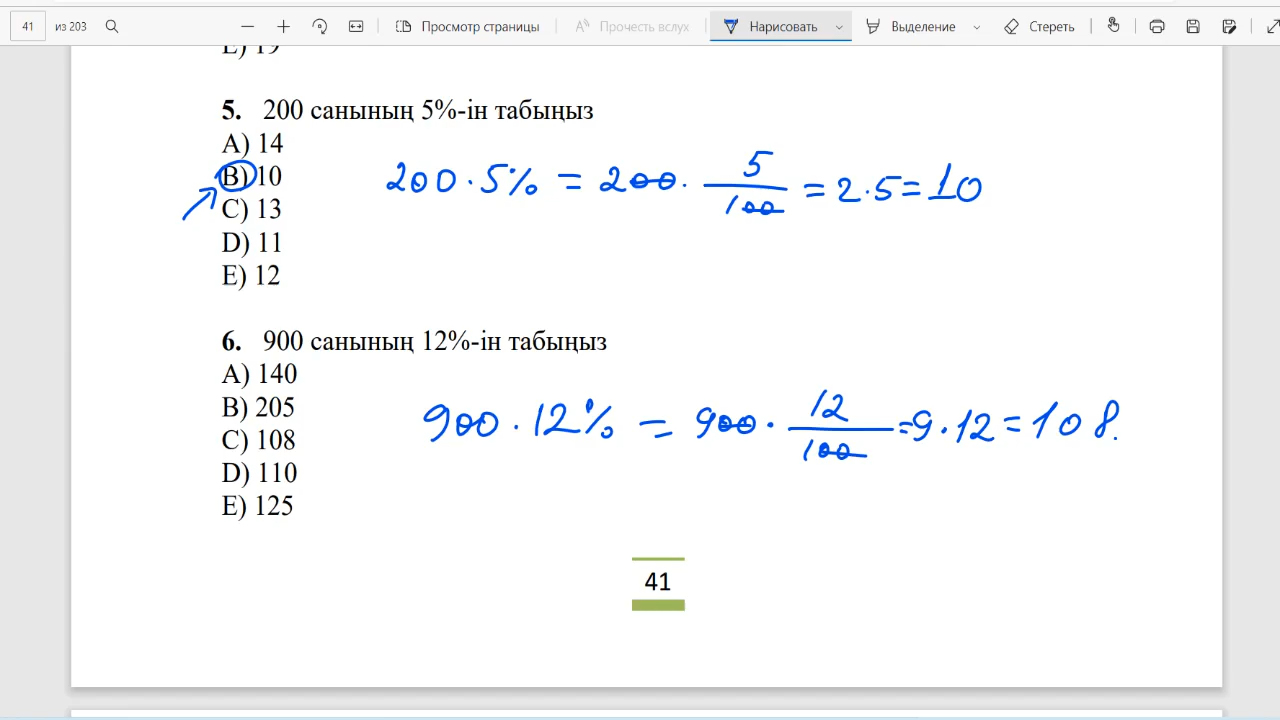 41 из 203 Просмотр страницы Прочесть вслух Нарисовать Выделение Стереть
E) 19
5. 200 санының 5%-ін табыңыз
A) 14
B) 10
C) 13
D) 11
E) 12
200 · 5% = 200 · 5/100 = 2 · 5 = 10
6. 900 санының 12%-ін табыңыз
A) 140
B) 205
C) 108
D) 110
E) 125
900 · 12% = 900 · 12/100 = 9 · 12 = 108.
41